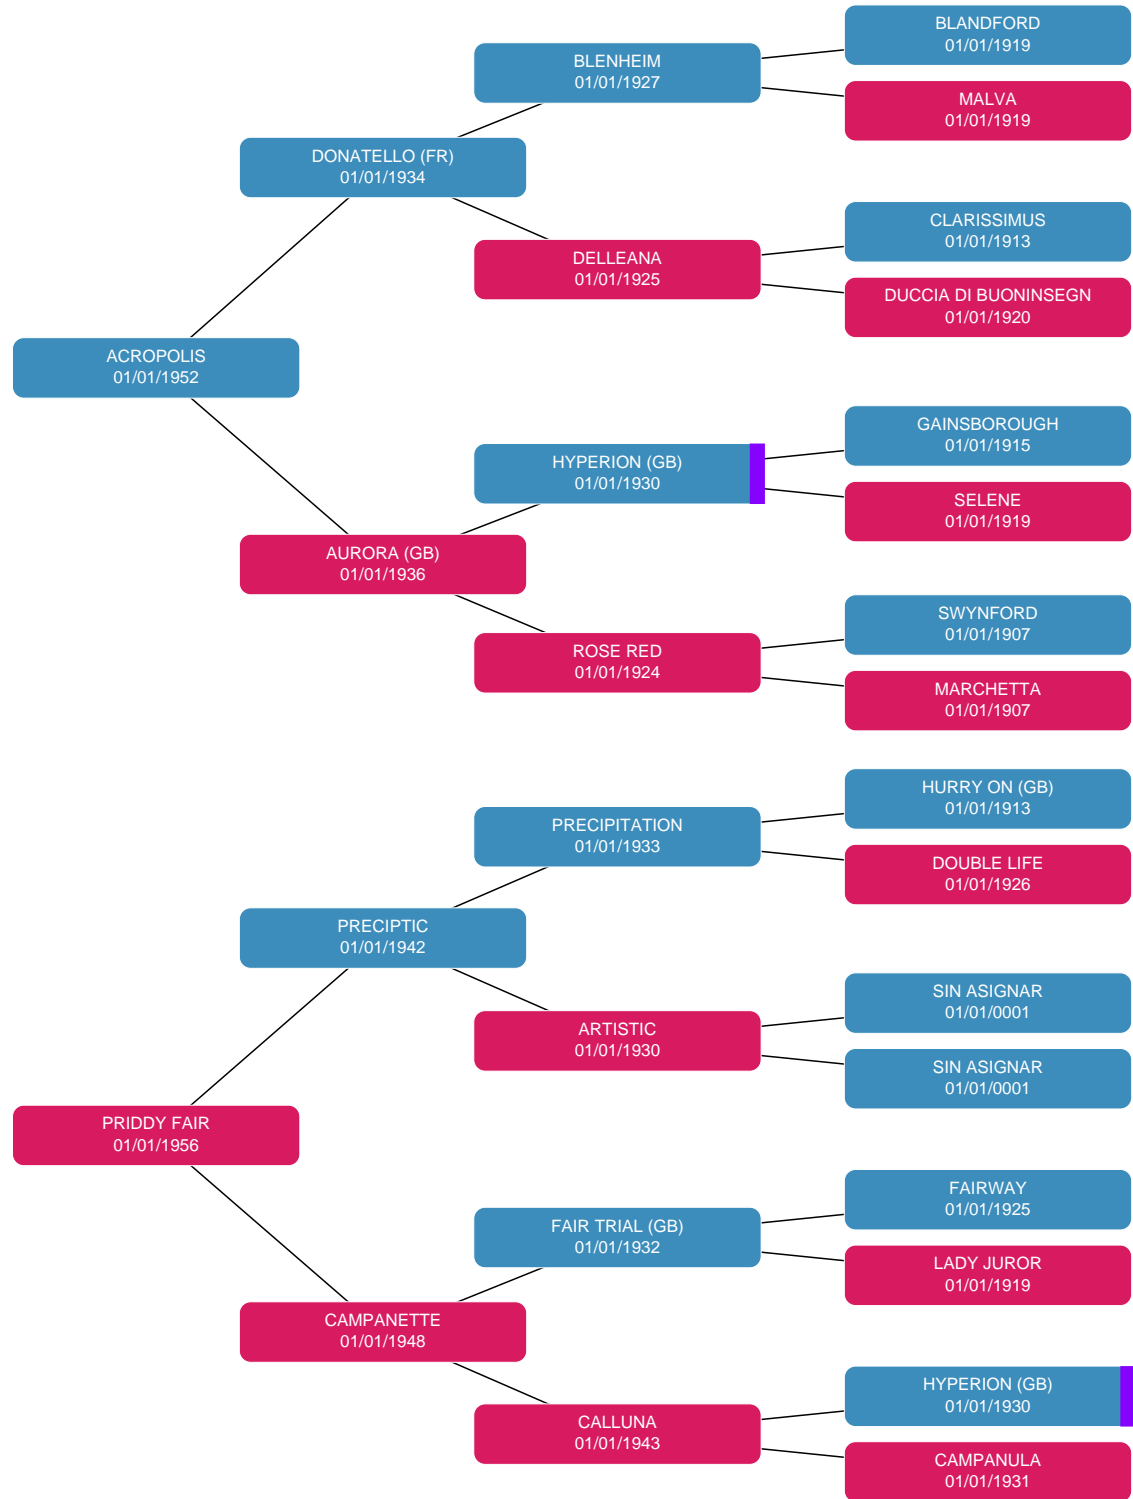 BLANDFORD
01/01/1919
BLENHEIM
01/01/1927
MALVA
01/01/1919
DONATELLO (FR)
01/01/1934
CLARISSIMUS
01/01/1913
DELLEANA
01/01/1925
DUCCIA DI BUONINSEGN
01/01/1920
ACROPOLIS
01/01/1952
GAINSBOROUGH
01/01/1915
HYPERION (GB)
01/01/1930
SELENE
01/01/1919
AURORA (GB)
01/01/1936
SWYNFORD
01/01/1907
ROSE RED
01/01/1924
MARCHETTA
01/01/1907
HURRY ON (GB)
01/01/1913
PRECIPITATION
01/01/1933
DOUBLE LIFE
01/01/1926
PRECIPTIC
01/01/1942
SIN ASIGNAR
01/01/0001
ARTISTIC
01/01/1930
SIN ASIGNAR
01/01/0001
PRIDDY FAIR
01/01/1956
FAIRWAY
01/01/1925
FAIR TRIAL (GB)
01/01/1932
LADY JUROR
01/01/1919
CAMPANETTE
01/01/1948
HYPERION (GB)
01/01/1930
CALLUNA
01/01/1943
CAMPANULA
01/01/1931